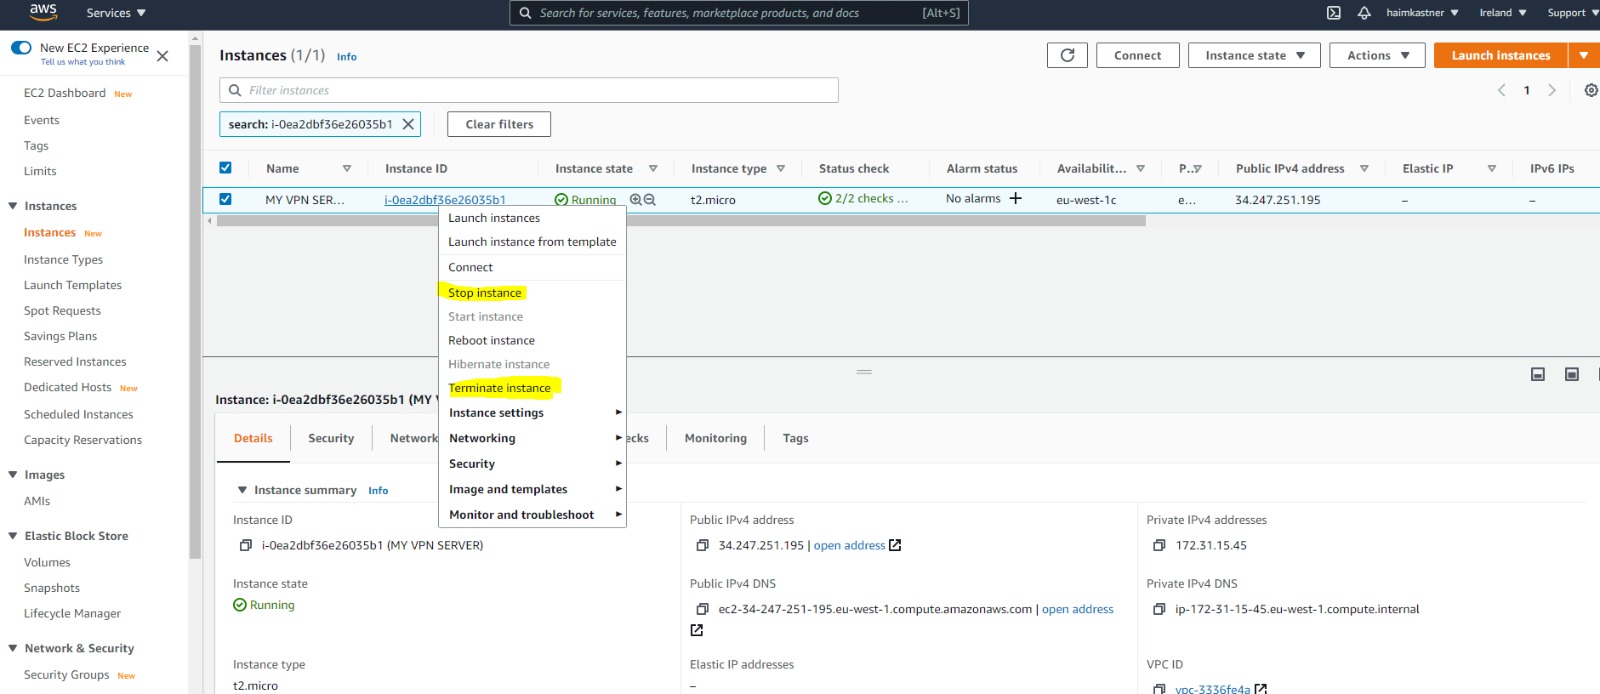 aws Services Search for services, features, marketplace products, and docs [Alt+S] haimkastner Ireland Support
New EC2 Experience
Tell us what you think
EC2 Dashboard New
Events
Tags
Limits
Instances
Instances New
Instance Types
Launch Templates
Spot Requests
Savings Plans
Reserved Instances
Dedicated Hosts New
Scheduled Instances
Capacity Reservations
Images
AMIs
Elastic Block Store
Volumes
Snapshots
Lifecycle Manager
Network & Security
Security Groups New
Instances (1/1) Info Connect Instance state Actions Launch instances
Filter instances 1
search: i-0ea2dbf36e26035b1 Clear filters
Name Instance ID Instance state Instance type Status check Alarm status Availabilit... P.. Public IPv4 address Elastic IP IPv6 IPs
MY VPN SER... i-0ea2dbf36e26035b1 Running t2.micro 2/2 checks ... No alarms + eu-west-1c e... 34.247.251.195 – –
Launch instances
Launch instance from template
Connect
Stop instance
Start instance
Reboot instance
Hibernate instance
Terminate instance
Instance settings
Networking
Security
Image and templates
Monitor and troubleshoot
Instance: i-0ea2dbf36e26035b1 (MY V
Details Security Network ecks Monitoring Tags
Instance summary Info
Instance ID Public IPv4 address Private IPv4 addresses
i-0ea2dbf36e26035b1 (MY VPN SERVER) 34.247.251.195 | open address 172.31.15.45
Instance state Public IPv4 DNS Private IPv4 DNS
Running ec2-34-247-251-195.eu-west-1.compute.amazonaws.com | open address ip-172-31-15-45.eu-west-1.compute.internal
Instance type Elastic IP addresses VPC ID
t2.micro – vpc-3336fe4a